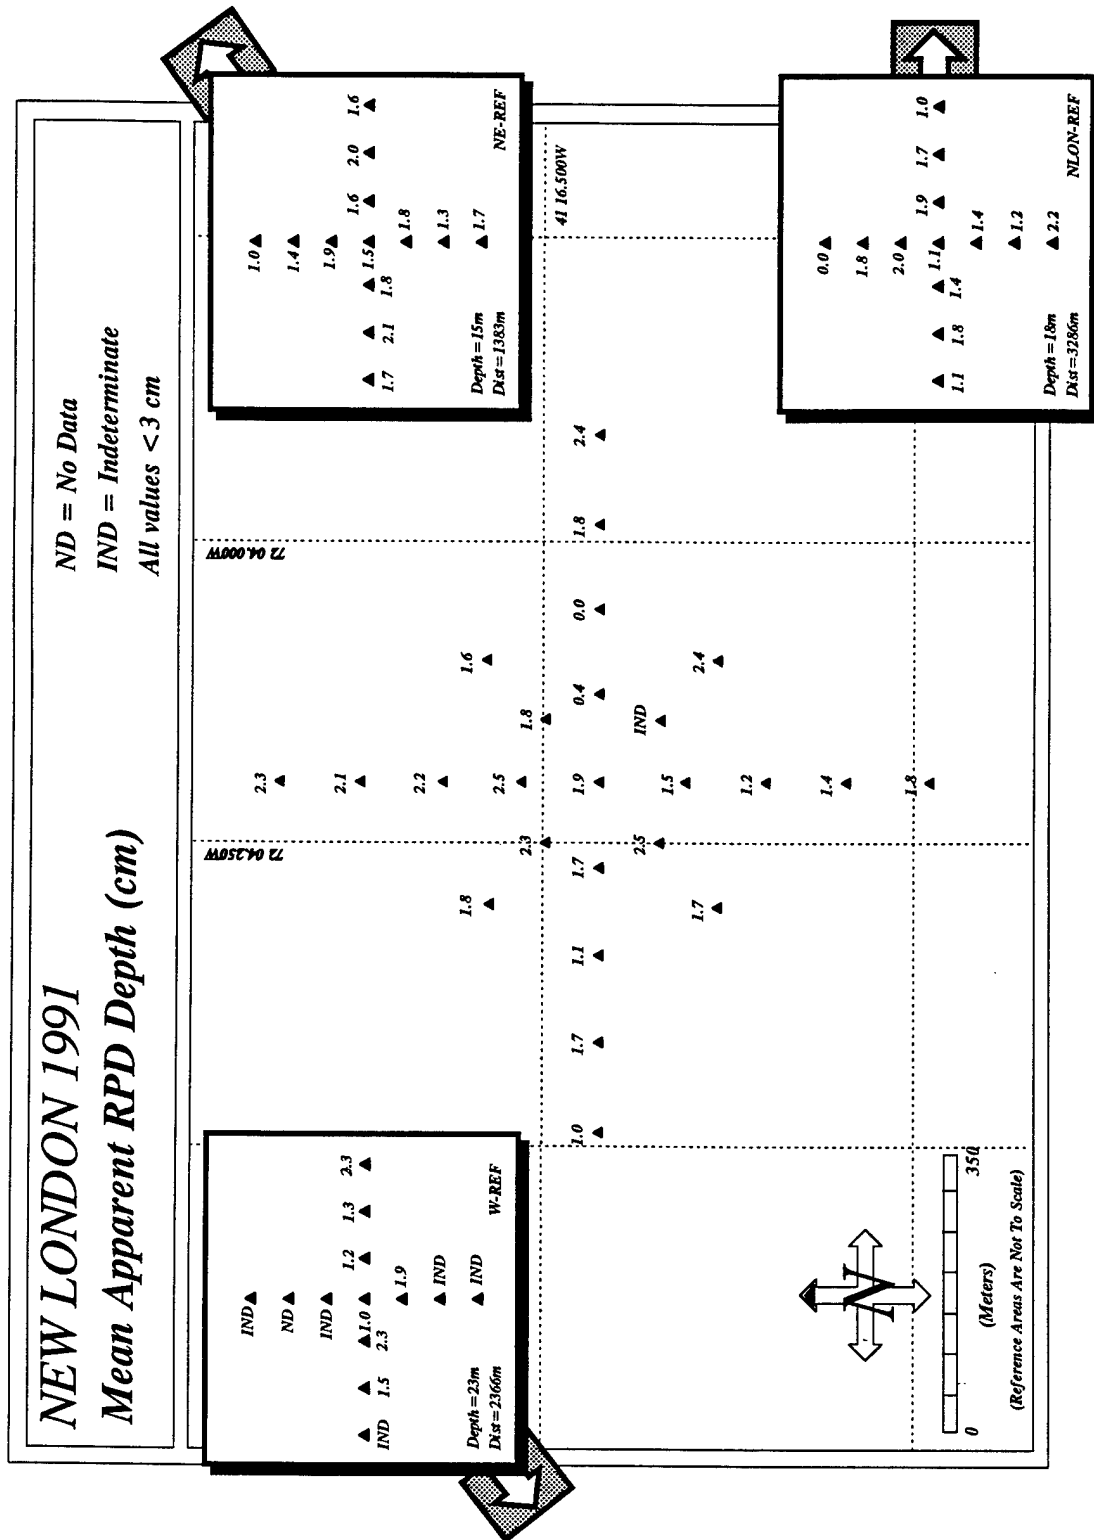 NEW LONDON 1991
Mean Apparent RPD Depth (cm)
ND = No Data
IND = Indeterminate
All values < 3 cm
IND
ND
IND
IND 1.5 2.3 1.0 1.2 1.3 2.3
1.9
IND
IND
Depth=23m
Dist=2366m
W-REF
1.0
1.4
1.9
1.7 2.1 1.8 1.5 1.6 2.0 1.6
1.8
1.3
1.7
Depth=15m
Dist=1383m
NE-REF
72 04.250W
72 04.000W
41 16.500W
2.3
2.1
2.2
1.8 1.6
2.5
2.3 1.8
1.0 1.7 1.1 1.7 1.9 0.4 0.0 1.8 2.4
2.5 IND
1.5
1.7 2.4
1.2
1.4
1.8
0.0
1.8
2.0
1.1 1.8 1.4 1.1 1.9 1.7 1.0
1.4
1.2
2.2
Depth=18m
Dist=3286m
NLON-REF
N
0 350
(Meters)
(Reference Areas Are Not To Scale)